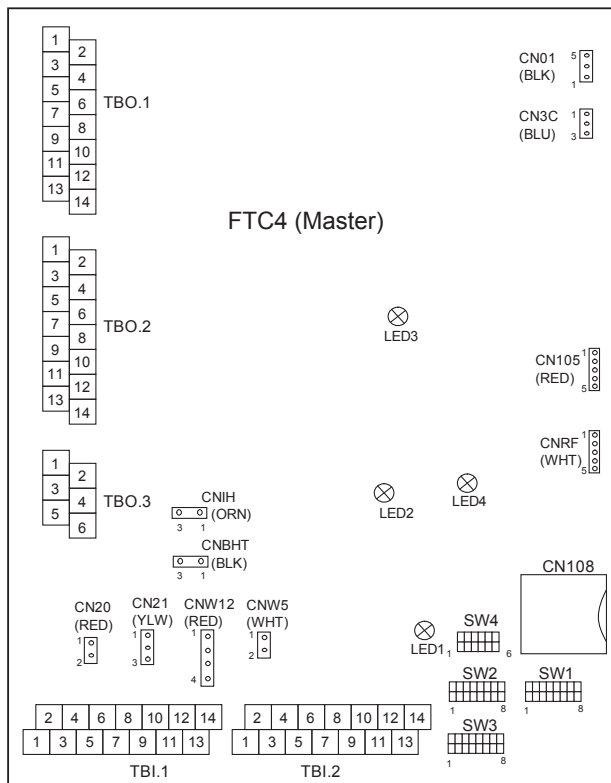 1
2
3
4
5
6
7
8
9
10
11
12
13
14
TBO.1
CN01
(BLK)
5
1
CN3C
(BLU)
1
3
FTC4 (Master)
1
2
3
4
5
6
7
8
9
10
11
12
13
14
TBO.2
LED3
CN105
(RED)
1
5
CNRF
(WHT)
1
5
1
2
3
4
5
6
TBO.3
CNIH
(ORN)
3 1
CNBHT
(BLK)
3 1
LED2
LED4
CN108
CN20
(RED)
1
2
CN21
(YLW)
1
3
CNW12
(RED)
1
4
CNW5
(WHT)
1
2
LED1
SW4
1 6
SW2
1 8
SW1
1 8
SW3
1 8
2 4 6 8 10 12 14
1 3 5 7 9 11 13
TBI.1
2 4 6 8 10 12 14
1 3 5 7 9 11 13
TBI.2